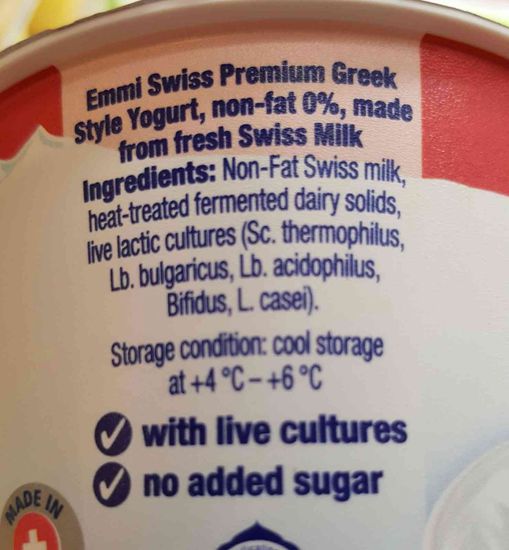 Emmi Swiss Premium Greek
Style Yogurt, non-fat 0%, made
from fresh Swiss Milk
Ingredients: Non-Fat Swiss milk,
heat-treated fermented dairy solids,
live lactic cultures (Sc. thermophilus,
Lb. bulgaricus, Lb. acidophilus,
Bifidus, L. casei).
Storage condition: cool storage
at +4 °C – +6 °C
with live cultures
no added sugar
MADE IN